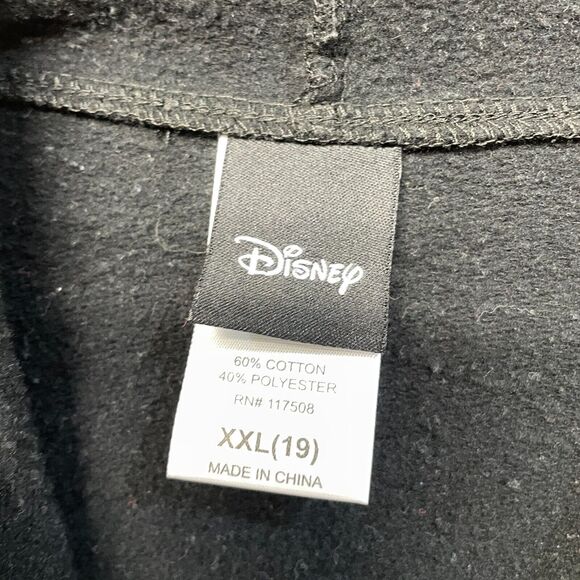 Disney
60% COTTON
40% POLYESTER
RN# 117508
XXL(19)
MADE IN CHINA